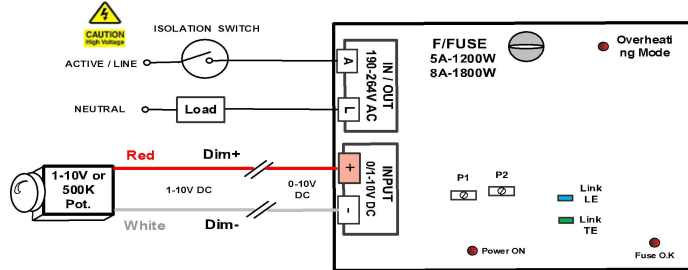 CAUTION
High Voltage
ISOLATION SWITCH
ACTIVE / LINE
NEUTRAL
Load
A
L
IN / OUT
190-264V AC
F/FUSE
5A-1200W
8A-1800W
Overheati
ng Mode
1-10V or
500K
Pot.
Red
Dim+
1-10V DC
0-10V
DC
White
Dim-
+
-
INPUT
0/1-10V DC
P1
P2
Link
LE
Link
TE
Power ON
Fuse O.K